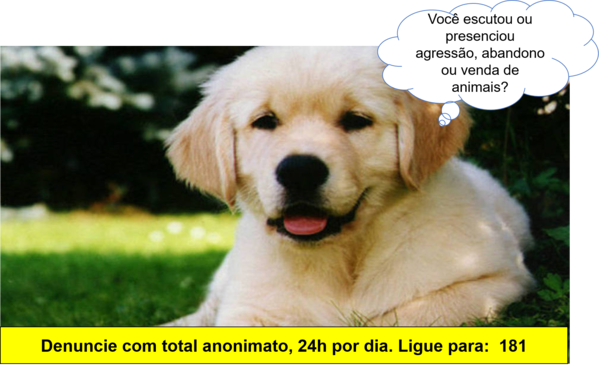 Você escutou ou
presenciou
agressão, abandono
ou venda de
animais?
Denuncie com total anonimato, 24h por dia. Ligue para:  181